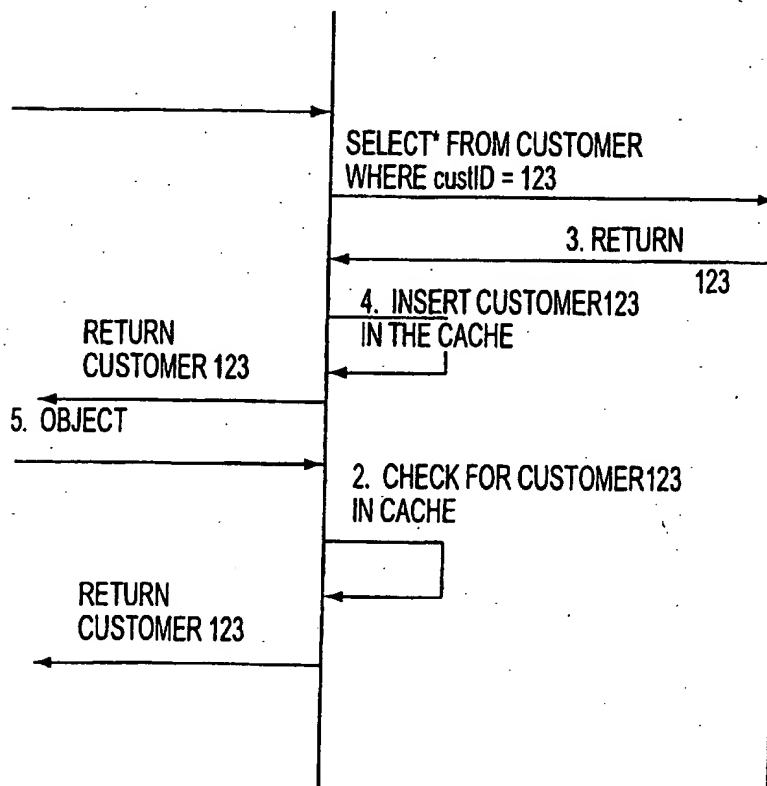 SELECT* FROM CUSTOMER
WHERE custID = 123
3. RETURN
123
4. INSERT CUSTOMER123
IN THE CACHE
RETURN
CUSTOMER 123
5. OBJECT
2. CHECK FOR CUSTOMER123
IN CACHE
RETURN
CUSTOMER 123